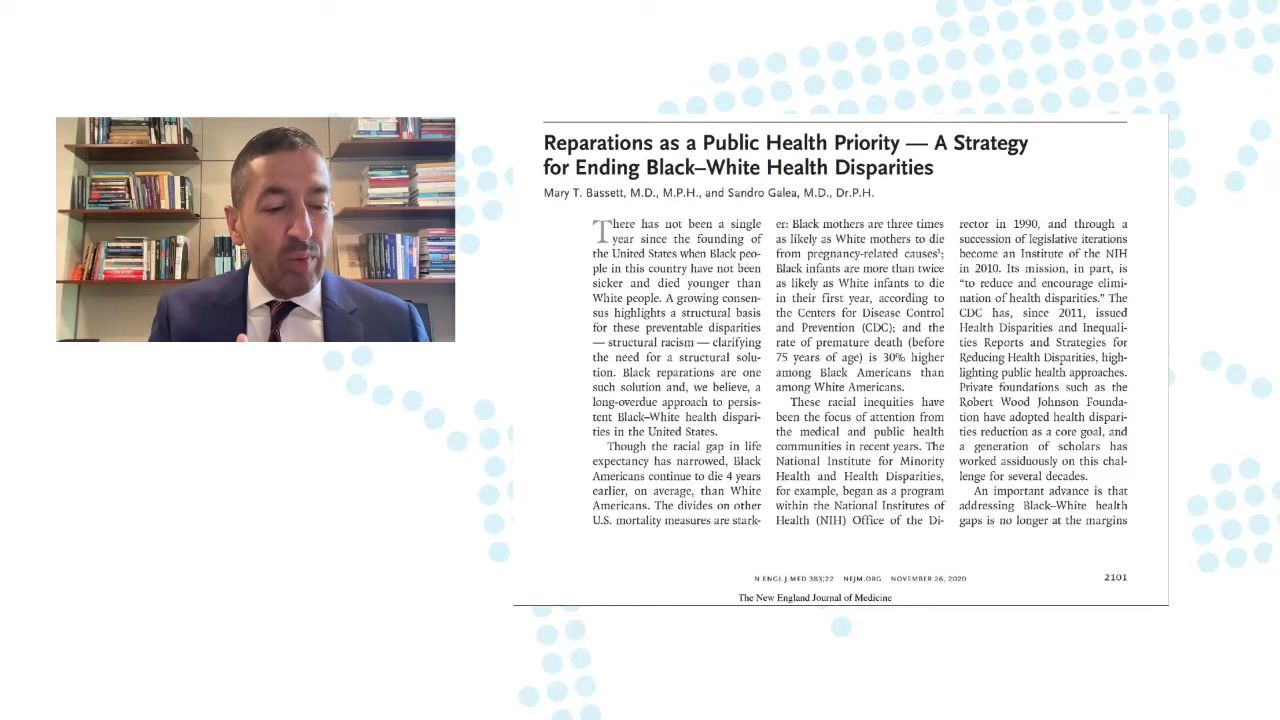 Reparations as a Public Health Priority — A Strategy
for Ending Black–White Health Disparities
Mary T. Bassett, M.D., M.P.H., and Sandro Galea, M.D., Dr.P.H.
There has not been a single
year since the founding of
the United States when Black peo-
ple in this country have not been
sicker and died younger than
White people. A growing consen-
sus highlights a structural basis
for these preventable disparities
— structural racism — clarifying
the need for a structural solu-
tion. Black reparations are one
such solution and, we believe, a
long-overdue approach to persis-
tent Black–White health dispari-
ties in the United States.
Though the racial gap in life
expectancy has narrowed, Black
Americans continue to die 4 years
earlier, on average, than White
Americans. The divides on other
U.S. mortality measures are stark-
er: Black mothers are three times
as likely as White mothers to die
from pregnancy-related causes¹;
Black infants are more than twice
as likely as White infants to die
in their first year, according to
the Centers for Disease Control
and Prevention (CDC); and the
rate of premature death (before
75 years of age) is 30% higher
among Black Americans than
among White Americans.
These racial inequities have
been the focus of attention from
the medical and public health
communities in recent years. The
National Institute for Minority
Health and Health Disparities,
for example, began as a program
within the National Institutes of
Health (NIH) Office of the Di-
rector in 1990, and through a
succession of legislative iterations
become an Institute of the NIH
in 2010. Its mission, in part, is
“to reduce and encourage elimi-
nation of health disparities.” The
CDC has, since 2011, issued
Health Disparities and Inequali-
ties Reports and Strategies for
Reducing Health Disparities, high-
lighting public health approaches.
Private foundations such as the
Robert Wood Johnson Founda-
tion have adopted health dispari-
ties reduction as a core goal, and
a generation of scholars has
worked assiduously on this chal-
lenge for several decades.
An important advance is that
addressing Black–White health
gaps is no longer at the margins
N ENGL J MED 383;22 NEJM.ORG NOVEMBER 26, 2020
2101
The New England Journal of Medicine